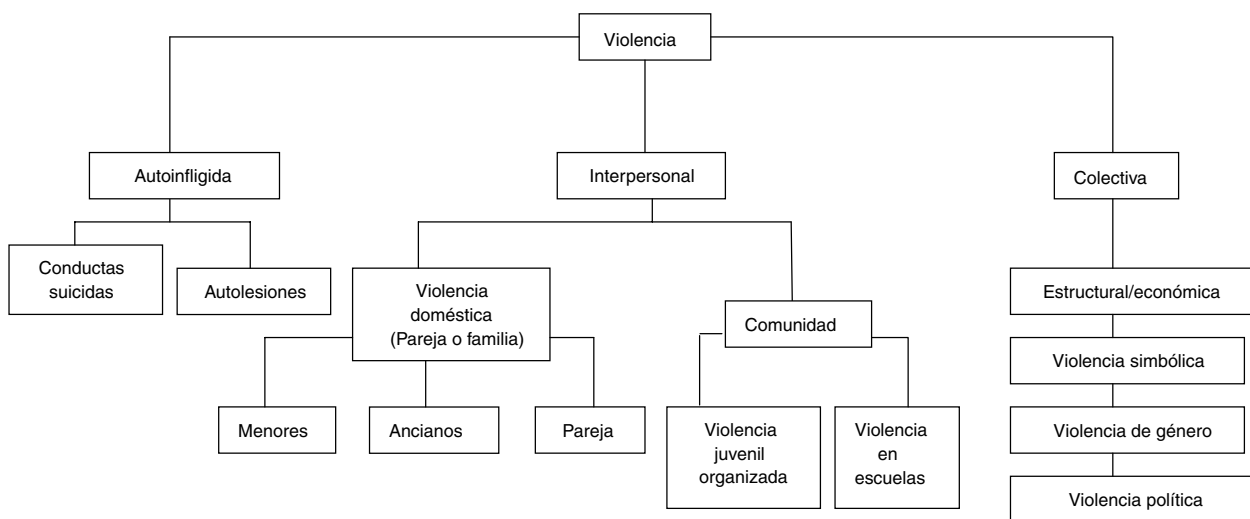 Violencia
Autoinfligida
Interpersonal
Colectiva
Conductas
suicidas
Autolesiones
Violencia
doméstica
(Pareja o familia)
Comunidad
Estructural/económica
Violencia simbólica
Menores
Ancianos
Pareja
Violencia
juvenil
organizada
Violencia
en
escuelas
Violencia de género
Violencia política